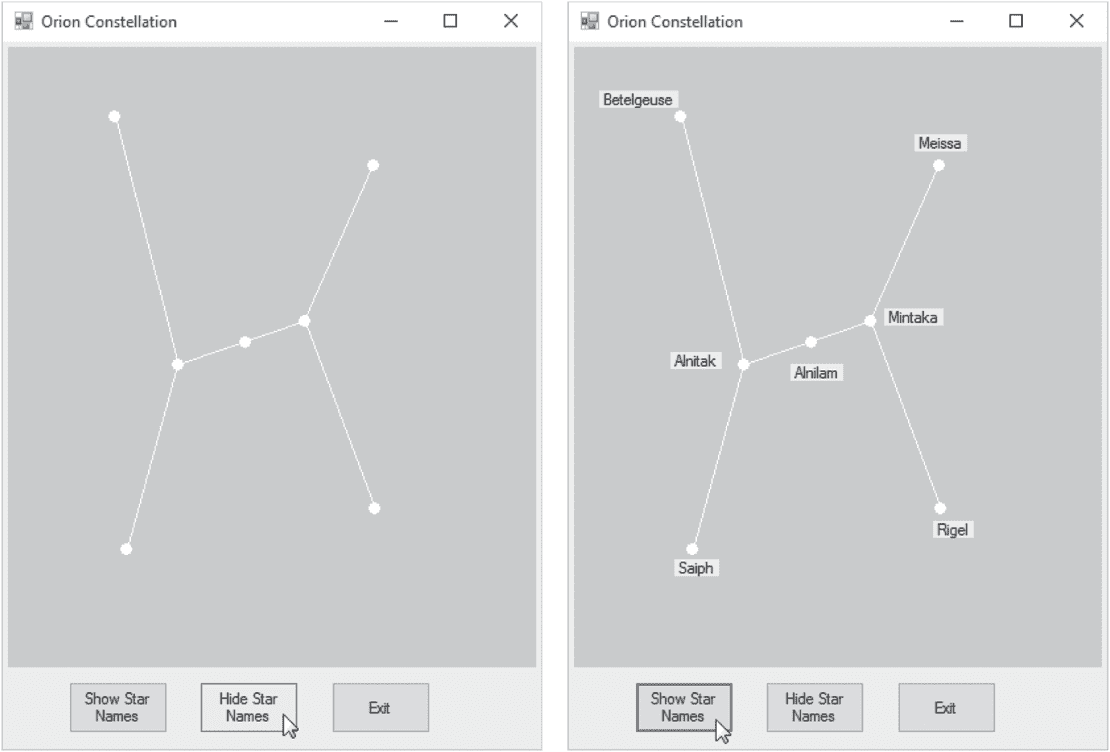 Orion Constellation
Show Star
Names
Hide Star
Names
Exit
Orion Constellation
Betelgeuse
Meissa
Mintaka
Alnitak
Alnilam
Rigel
Saiph
Show Star
Names
Hide Star
Names
Exit